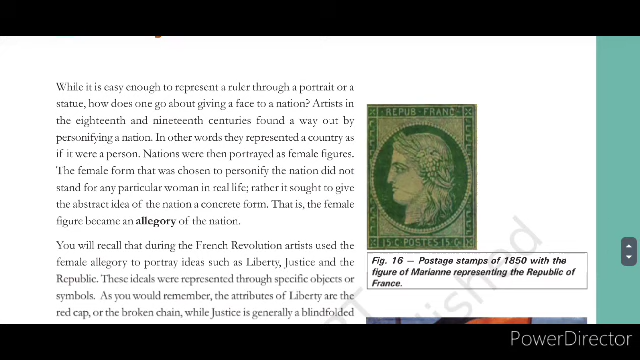 While it is easy enough to represent a ruler through a portrait or a
statue, how does one go about giving a face to a nation? Artists in
the eighteenth and nineteenth centuries found a way out by
personifying a nation. In other words they represented a country as
if it were a person. Nations were then portrayed as female figures.
The female form that was chosen to personify the nation did not
stand for any particular woman in real life; rather it sought to give
the abstract idea of the nation a concrete form. That is, the female
figure became an allegory of the nation.
You will recall that during the French Revolution artists used the
female allegory to portray ideas such as Liberty, Justice and the
Republic. These ideals were represented through specific objects or
symbols. As you would remember, the attributes of Liberty are the
red cap, or the broken chain, while Justice is generally a blindfolded
REPUB·FRANC
15·C·POSTES·15·C
Fig. 16 — Postage stamps of 1850 with the
figure of Marianne representing the Republic of
France.
PowerDirector